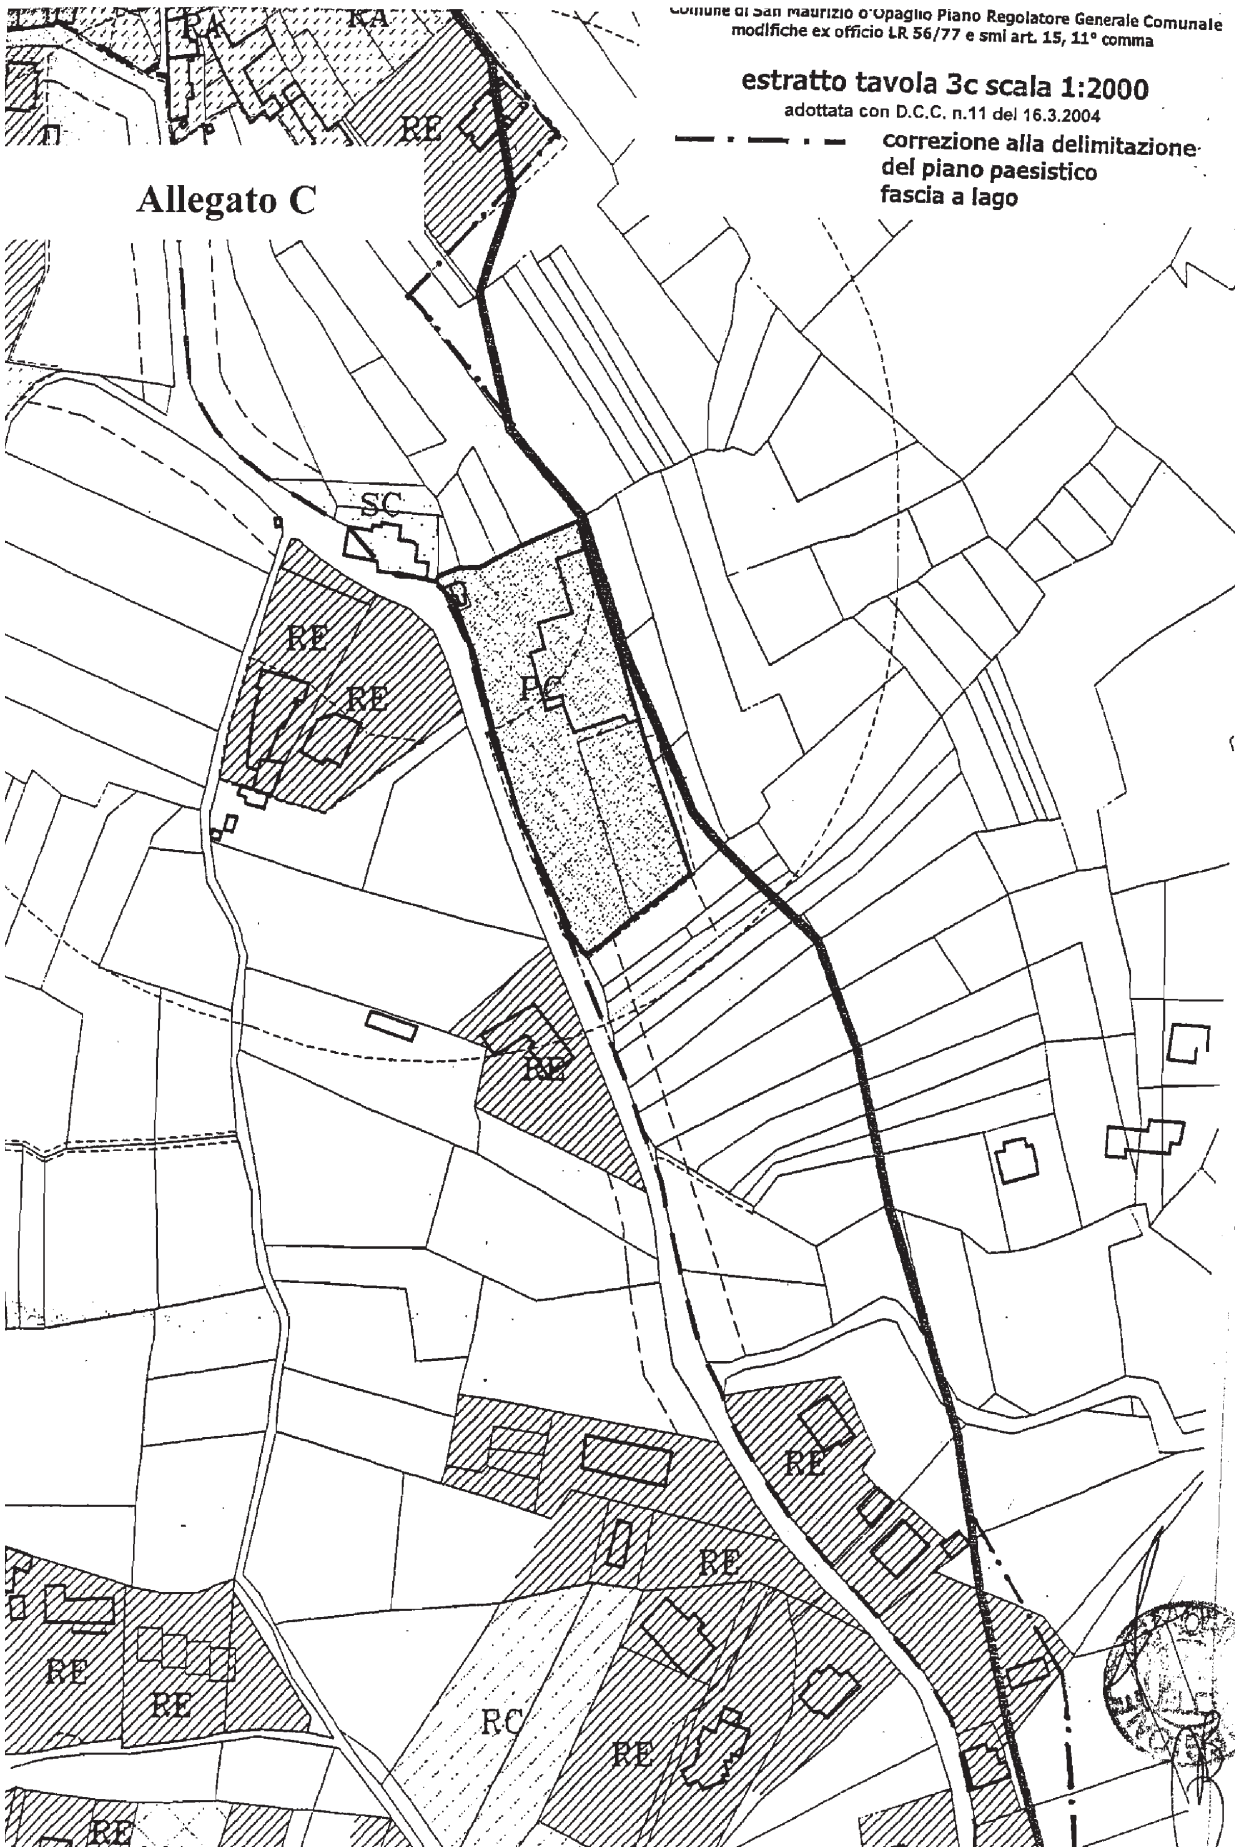 Comune di San Maurizio d'Opaglio Piano Regolatore Generale Comunale
modifiche ex officio LR 56/77 e smi art. 15, 11° comma
estratto tavola 3c scala 1:2000
adottata con D.C.C. n.11 del 16.3.2004
correzione alla delimitazione
del piano paesistico
fascia a lago
Allegato C
RA
RA
RE
SC
RE
RE
PC
RE
RE
RE
RE
RE
RC
RE
RE